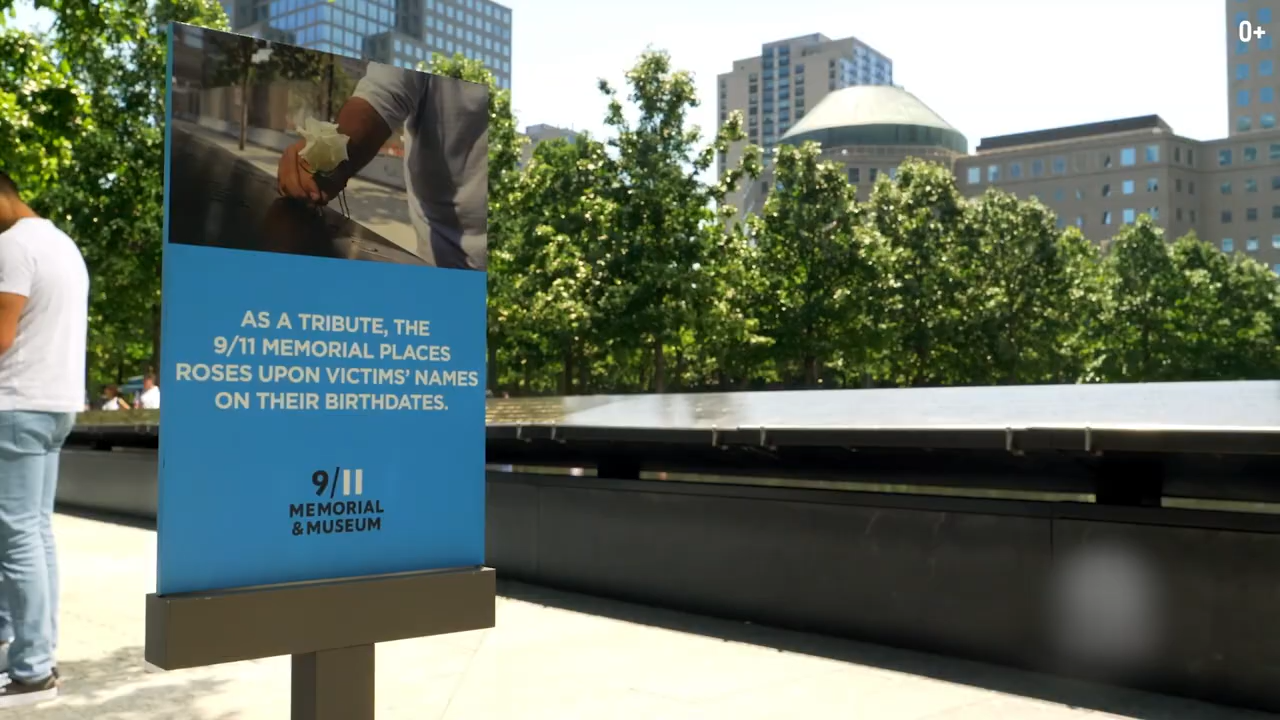 0+
AS A TRIBUTE, THE
9/11 MEMORIAL PLACES
ROSES UPON VICTIMS' NAMES
ON THEIR BIRTHDATES.
9/11
MEMORIAL
& MUSEUM